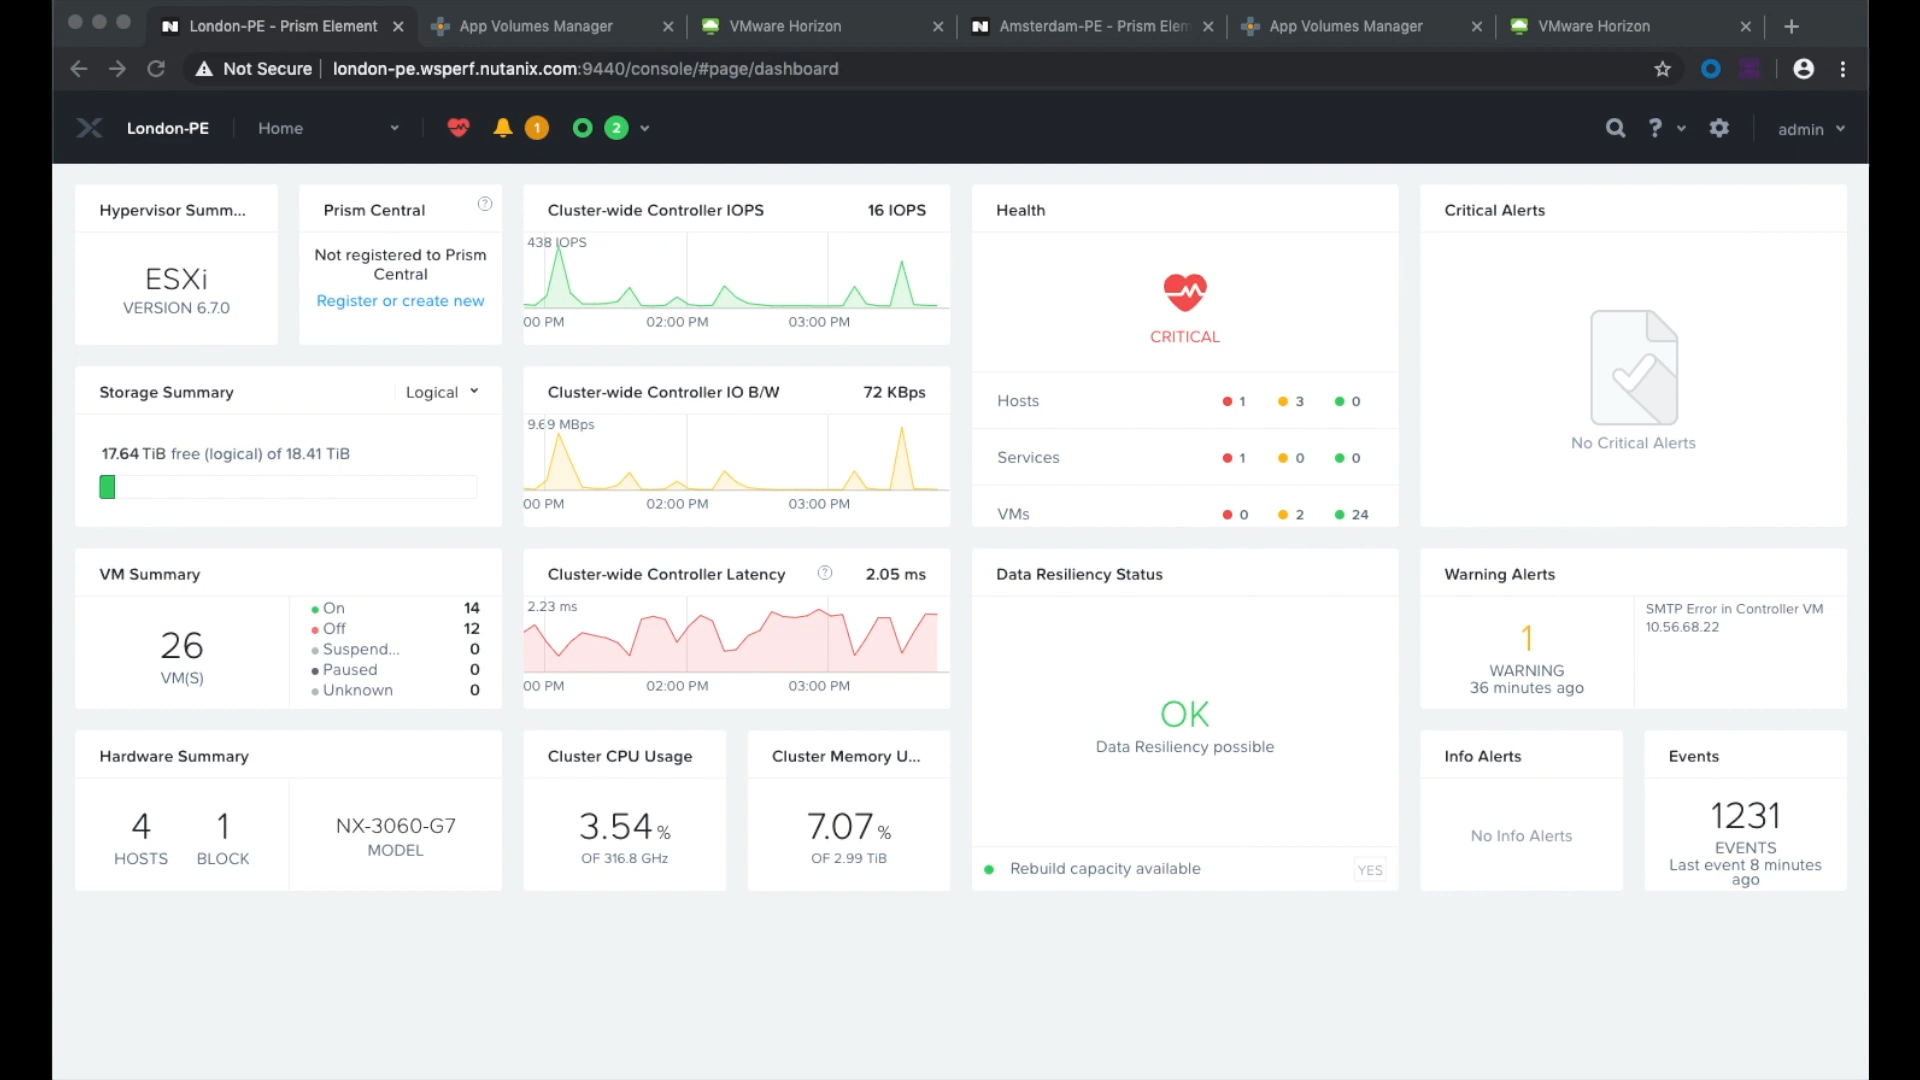 London-PE - Prism Element
App Volumes Manager
VMware Horizon
Amsterdam-PE - Prism Elem
App Volumes Manager
VMware Horizon
Not Secure
london-pe.wsperf.nutanix.com:9440/console/#page/dashboard
London-PE
Home
1
2
?
admin
Hypervisor Summ...
ESXi
VERSION 6.7.0
Prism Central
?
Not registered to Prism
Central
Register or create new
Cluster-wide Controller IOPS
16 IOPS
438 IOPS
00 PM
02:00 PM
03:00 PM
Health
CRITICAL
Hosts
1
3
0
Services
1
0
0
VMs
0
2
24
Critical Alerts
No Critical Alerts
Storage Summary
Logical
17.64 TiB free (logical) of 18.41 TiB
Cluster-wide Controller IO B/W
72 KBps
9.69 MBps
00 PM
02:00 PM
03:00 PM
VM Summary
26
VM(S)
On
14
Off
12
Suspend...
0
Paused
0
Unknown
0
Cluster-wide Controller Latency
?
2.05 ms
2.23 ms
00 PM
02:00 PM
03:00 PM
Data Resiliency Status
OK
Data Resiliency possible
Rebuild capacity available
YES
Warning Alerts
1
WARNING
36 minutes ago
SMTP Error in Controller VM
10.56.68.22
Hardware Summary
4
HOSTS
1
BLOCK
NX-3060-G7
MODEL
Cluster CPU Usage
3.54 %
OF 316.8 GHz
Cluster Memory U...
7.07 %
OF 2.99 TiB
Info Alerts
No Info Alerts
Events
1231
EVENTS
Last event 8 minutes
ago